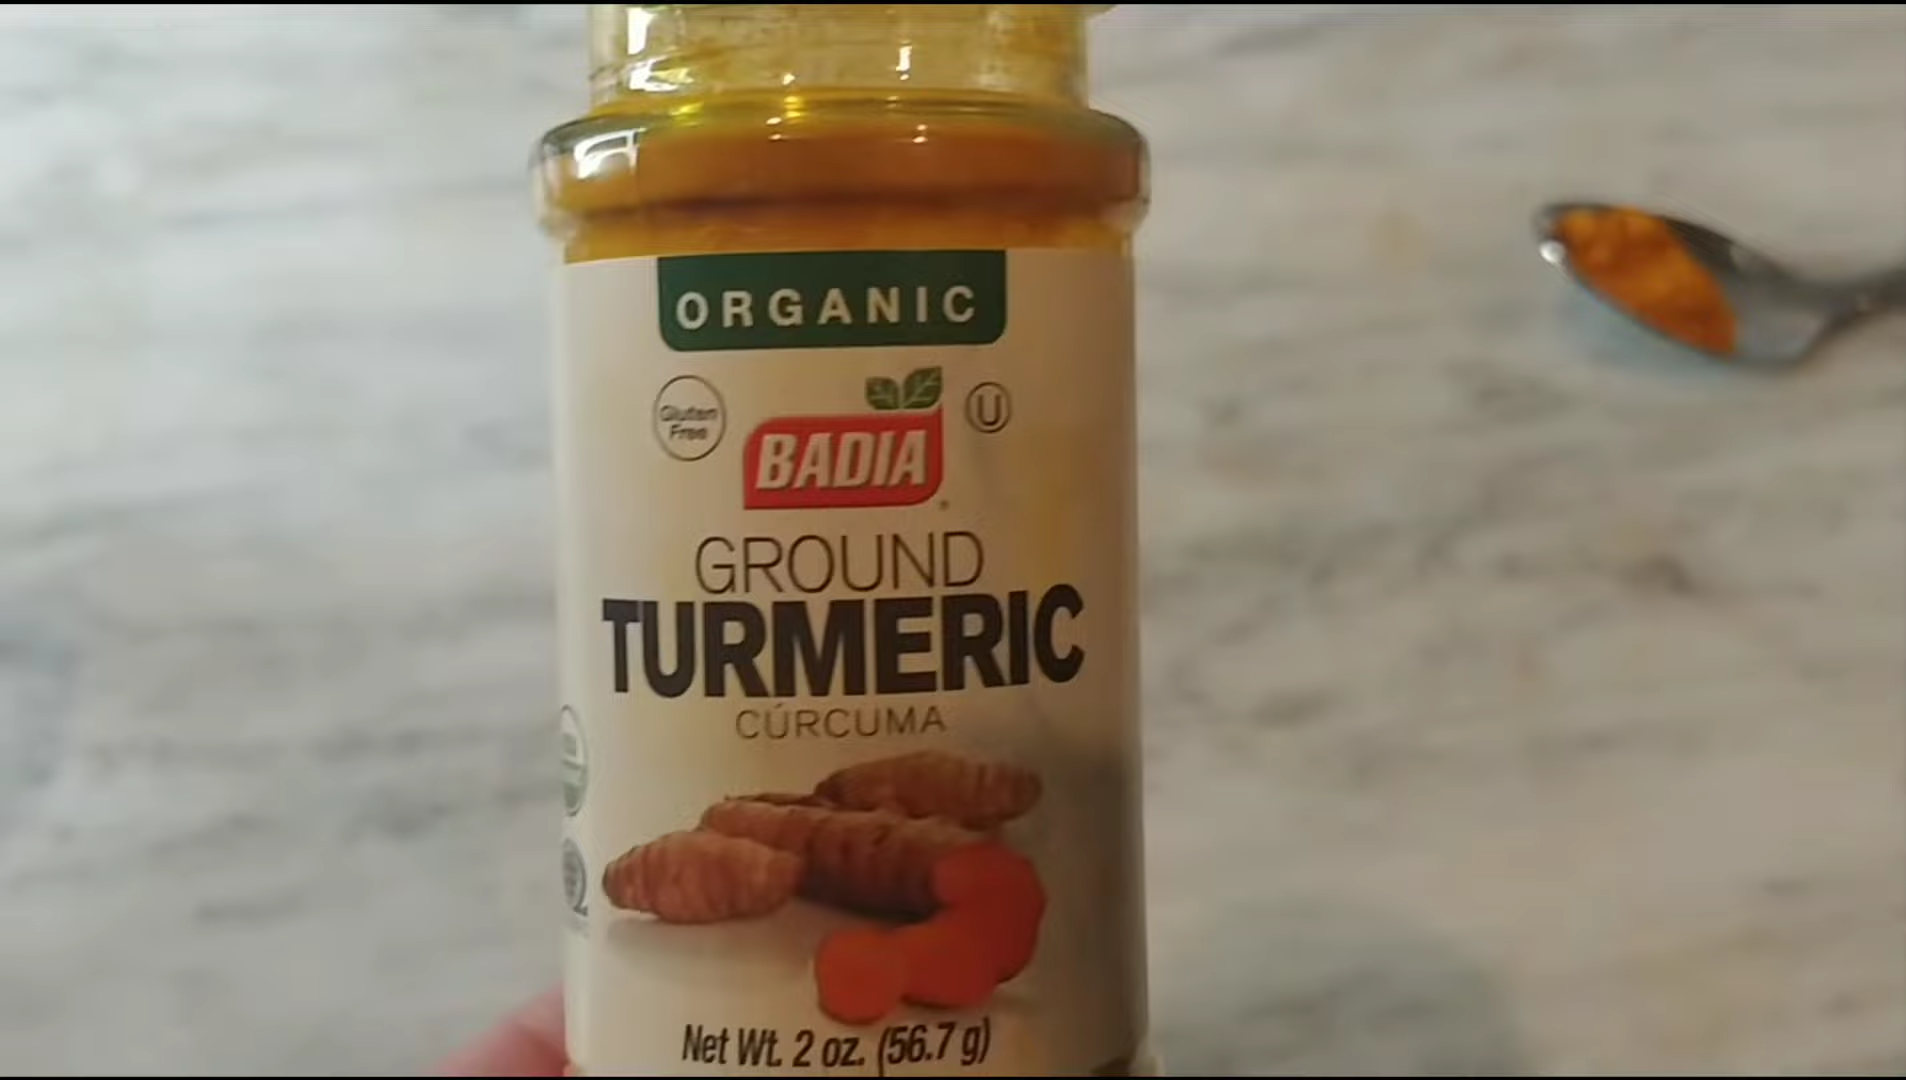 ORGANIC
Gluten
Free
BADIA
U
GROUND
TURMERIC
CÚRCUMA
Net Wt. 2 oz. (56.7 g)